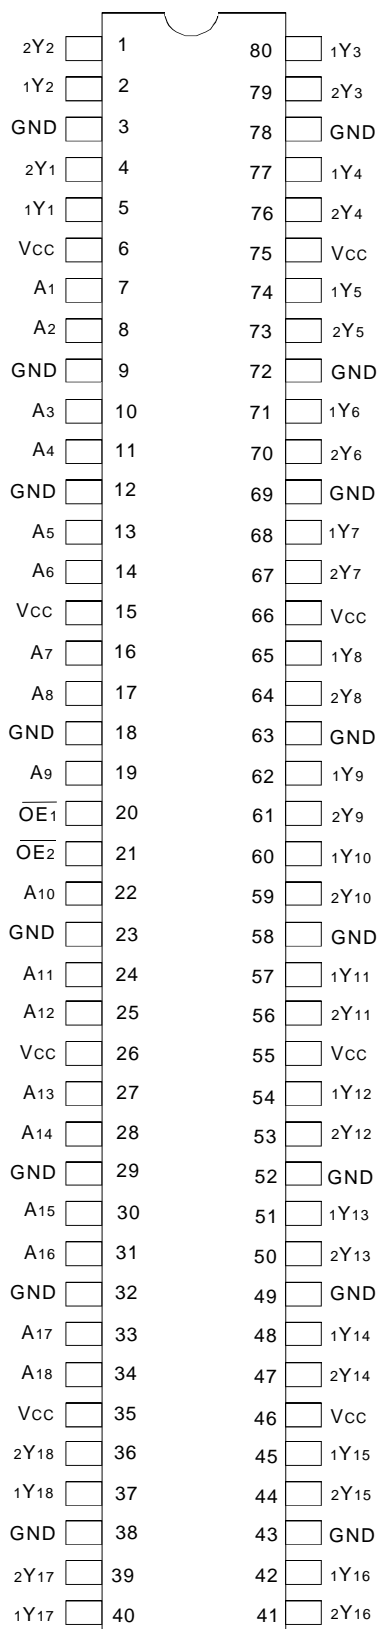 2Y2 1 80 1Y3
1Y2 2 79 2Y3
GND 3 78 GND
2Y1 4 77 1Y4
1Y1 5 76 2Y4
VCC 6 75 VCC
A1 7 74 1Y5
A2 8 73 2Y5
GND 9 72 GND
A3 10 71 1Y6
A4 11 70 2Y6
GND 12 69 GND
A5 13 68 1Y7
A6 14 67 2Y7
VCC 15 66 VCC
A7 16 65 1Y8
A8 17 64 2Y8
GND 18 63 GND
A9 19 62 1Y9
OE1 20 61 2Y9
OE2 21 60 1Y10
A10 22 59 2Y10
GND 23 58 GND
A11 24 57 1Y11
A12 25 56 2Y11
VCC 26 55 VCC
A13 27 54 1Y12
A14 28 53 2Y12
GND 29 52 GND
A15 30 51 1Y13
A16 31 50 2Y13
GND 32 49 GND
A17 33 48 1Y14
A18 34 47 2Y14
VCC 35 46 VCC
2Y18 36 45 1Y15
1Y18 37 44 2Y15
GND 38 43 GND
2Y17 39 42 1Y16
1Y17 40 41 2Y16